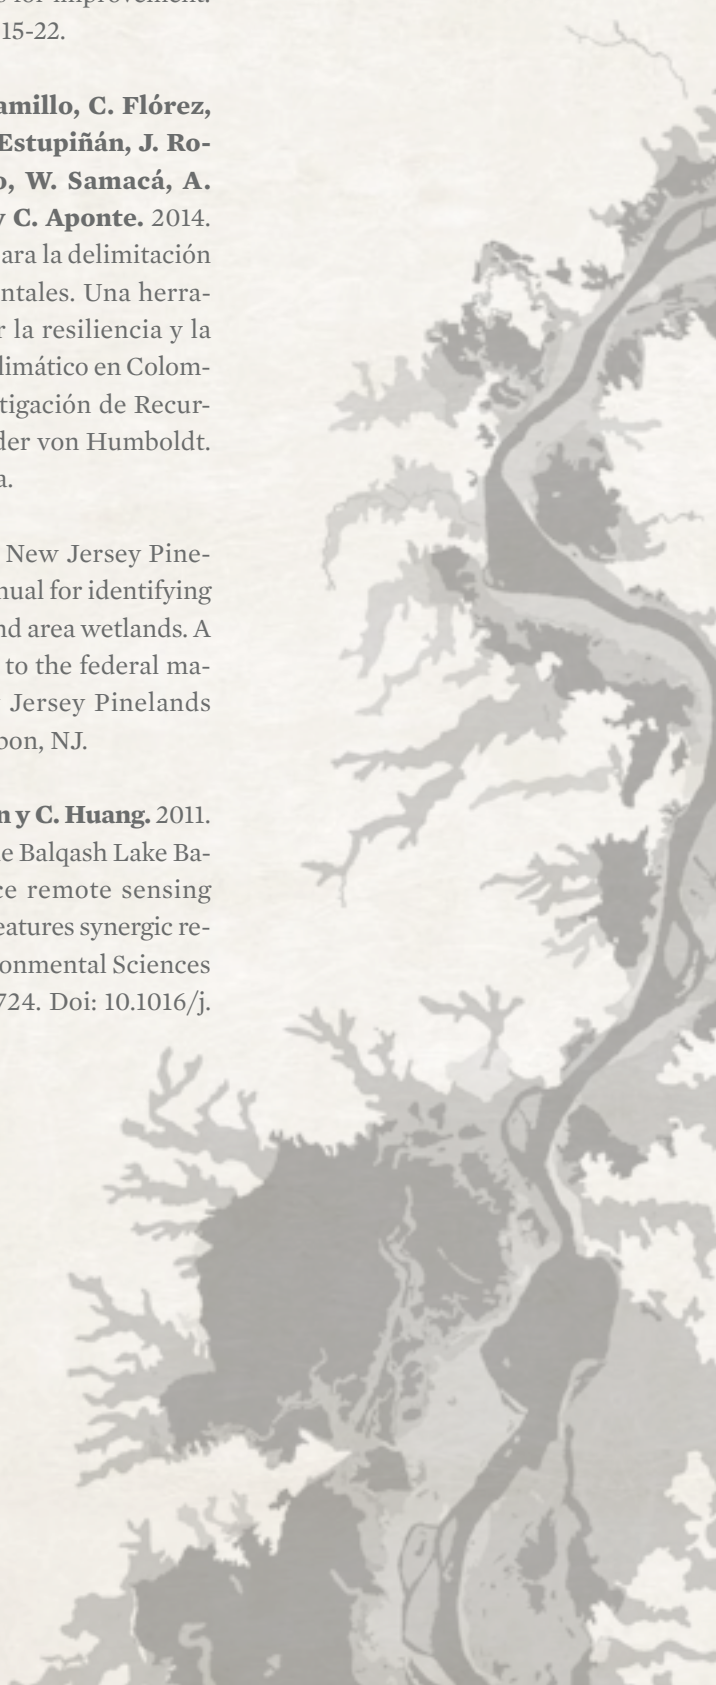 15-22.
amillo, C. Flórez,
Estupiñán, J. Ro-
o, W. Samacá, A.
y C. Aponte. 2014.
ara la delimitación
ntales. Una herra-
r la resiliencia y la
limático en Colom-
tigación de Recur-
der von Humboldt.
a.
New Jersey Pine-
nual for identifying
nd area wetlands. A
to the federal ma-
Jersey Pinelands
bon, NJ.
n y C. Huang. 2011.
e Balqash Lake Ba-
ce remote sensing
eatures synergic re-
onmental Sciences
724. Doi: 10.1016/j.